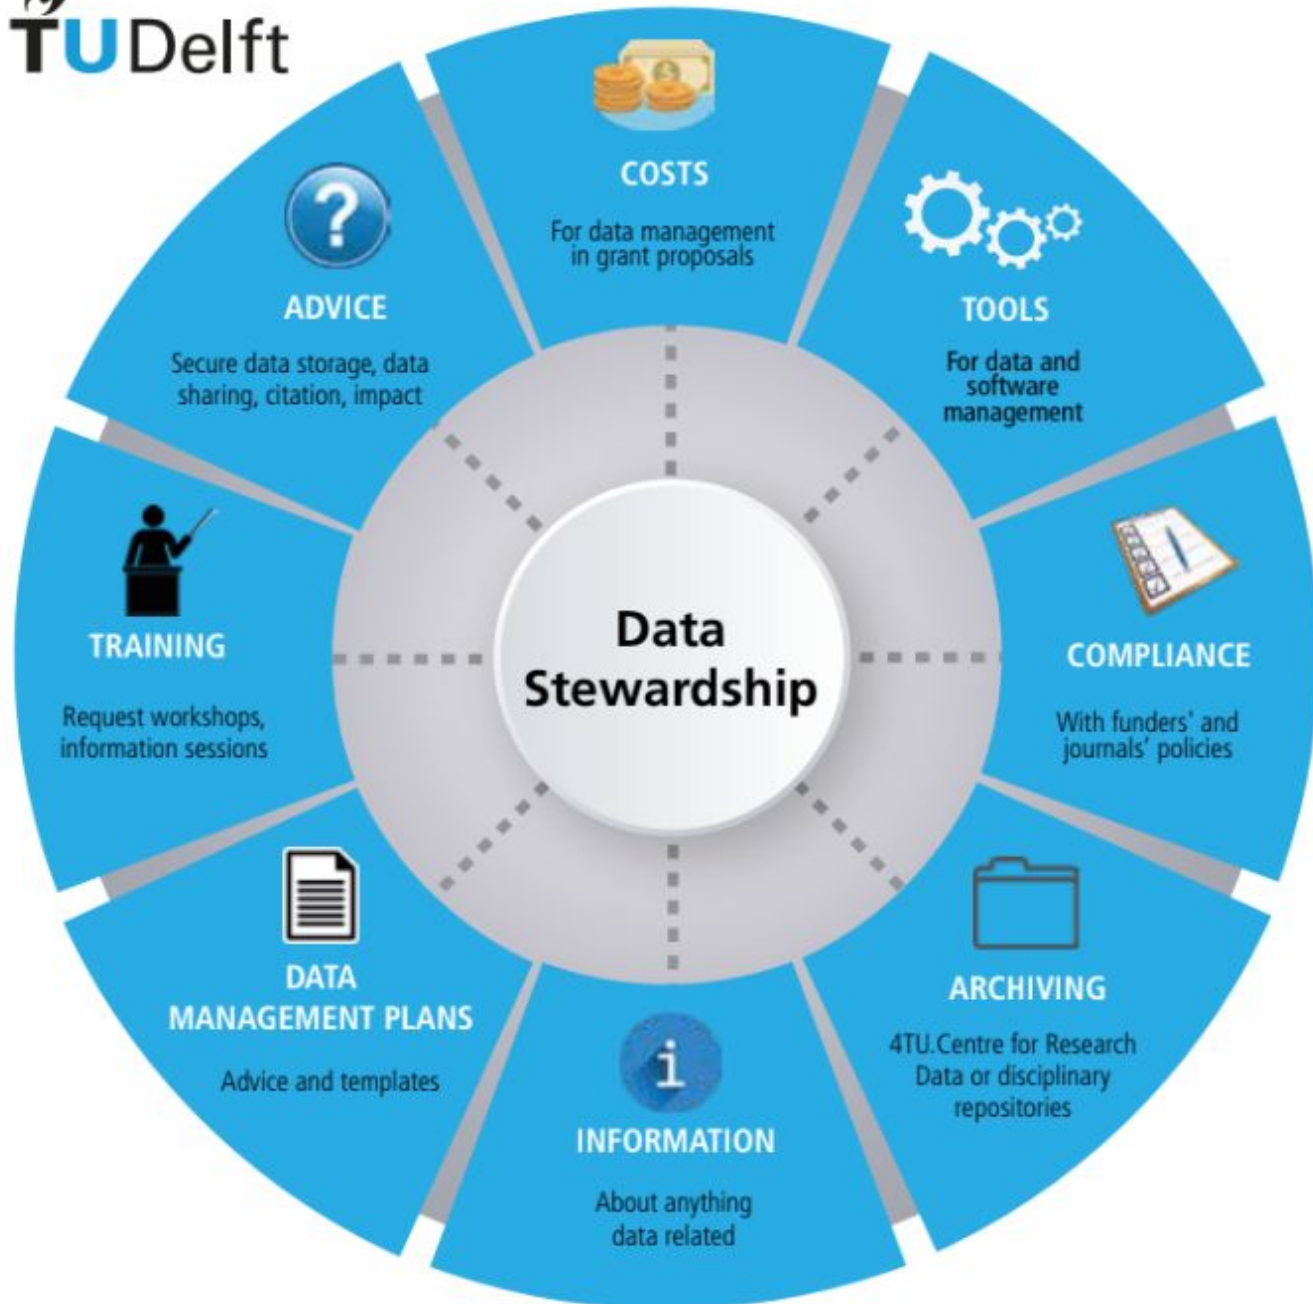 TUDelft
COSTS
For data management
in grant proposals
TOOLS
For data and
software
management
COMPLIANCE
With funders' and
journals' policies
ARCHIVING
4TU.Centre for Research
Data or disciplinary
repositories
INFORMATION
About anything
data related
DATA
MANAGEMENT PLANS
Advice and templates
TRAINING
Request workshops,
information sessions
ADVICE
Secure data storage, data
sharing, citation, impact
Data
Stewardship